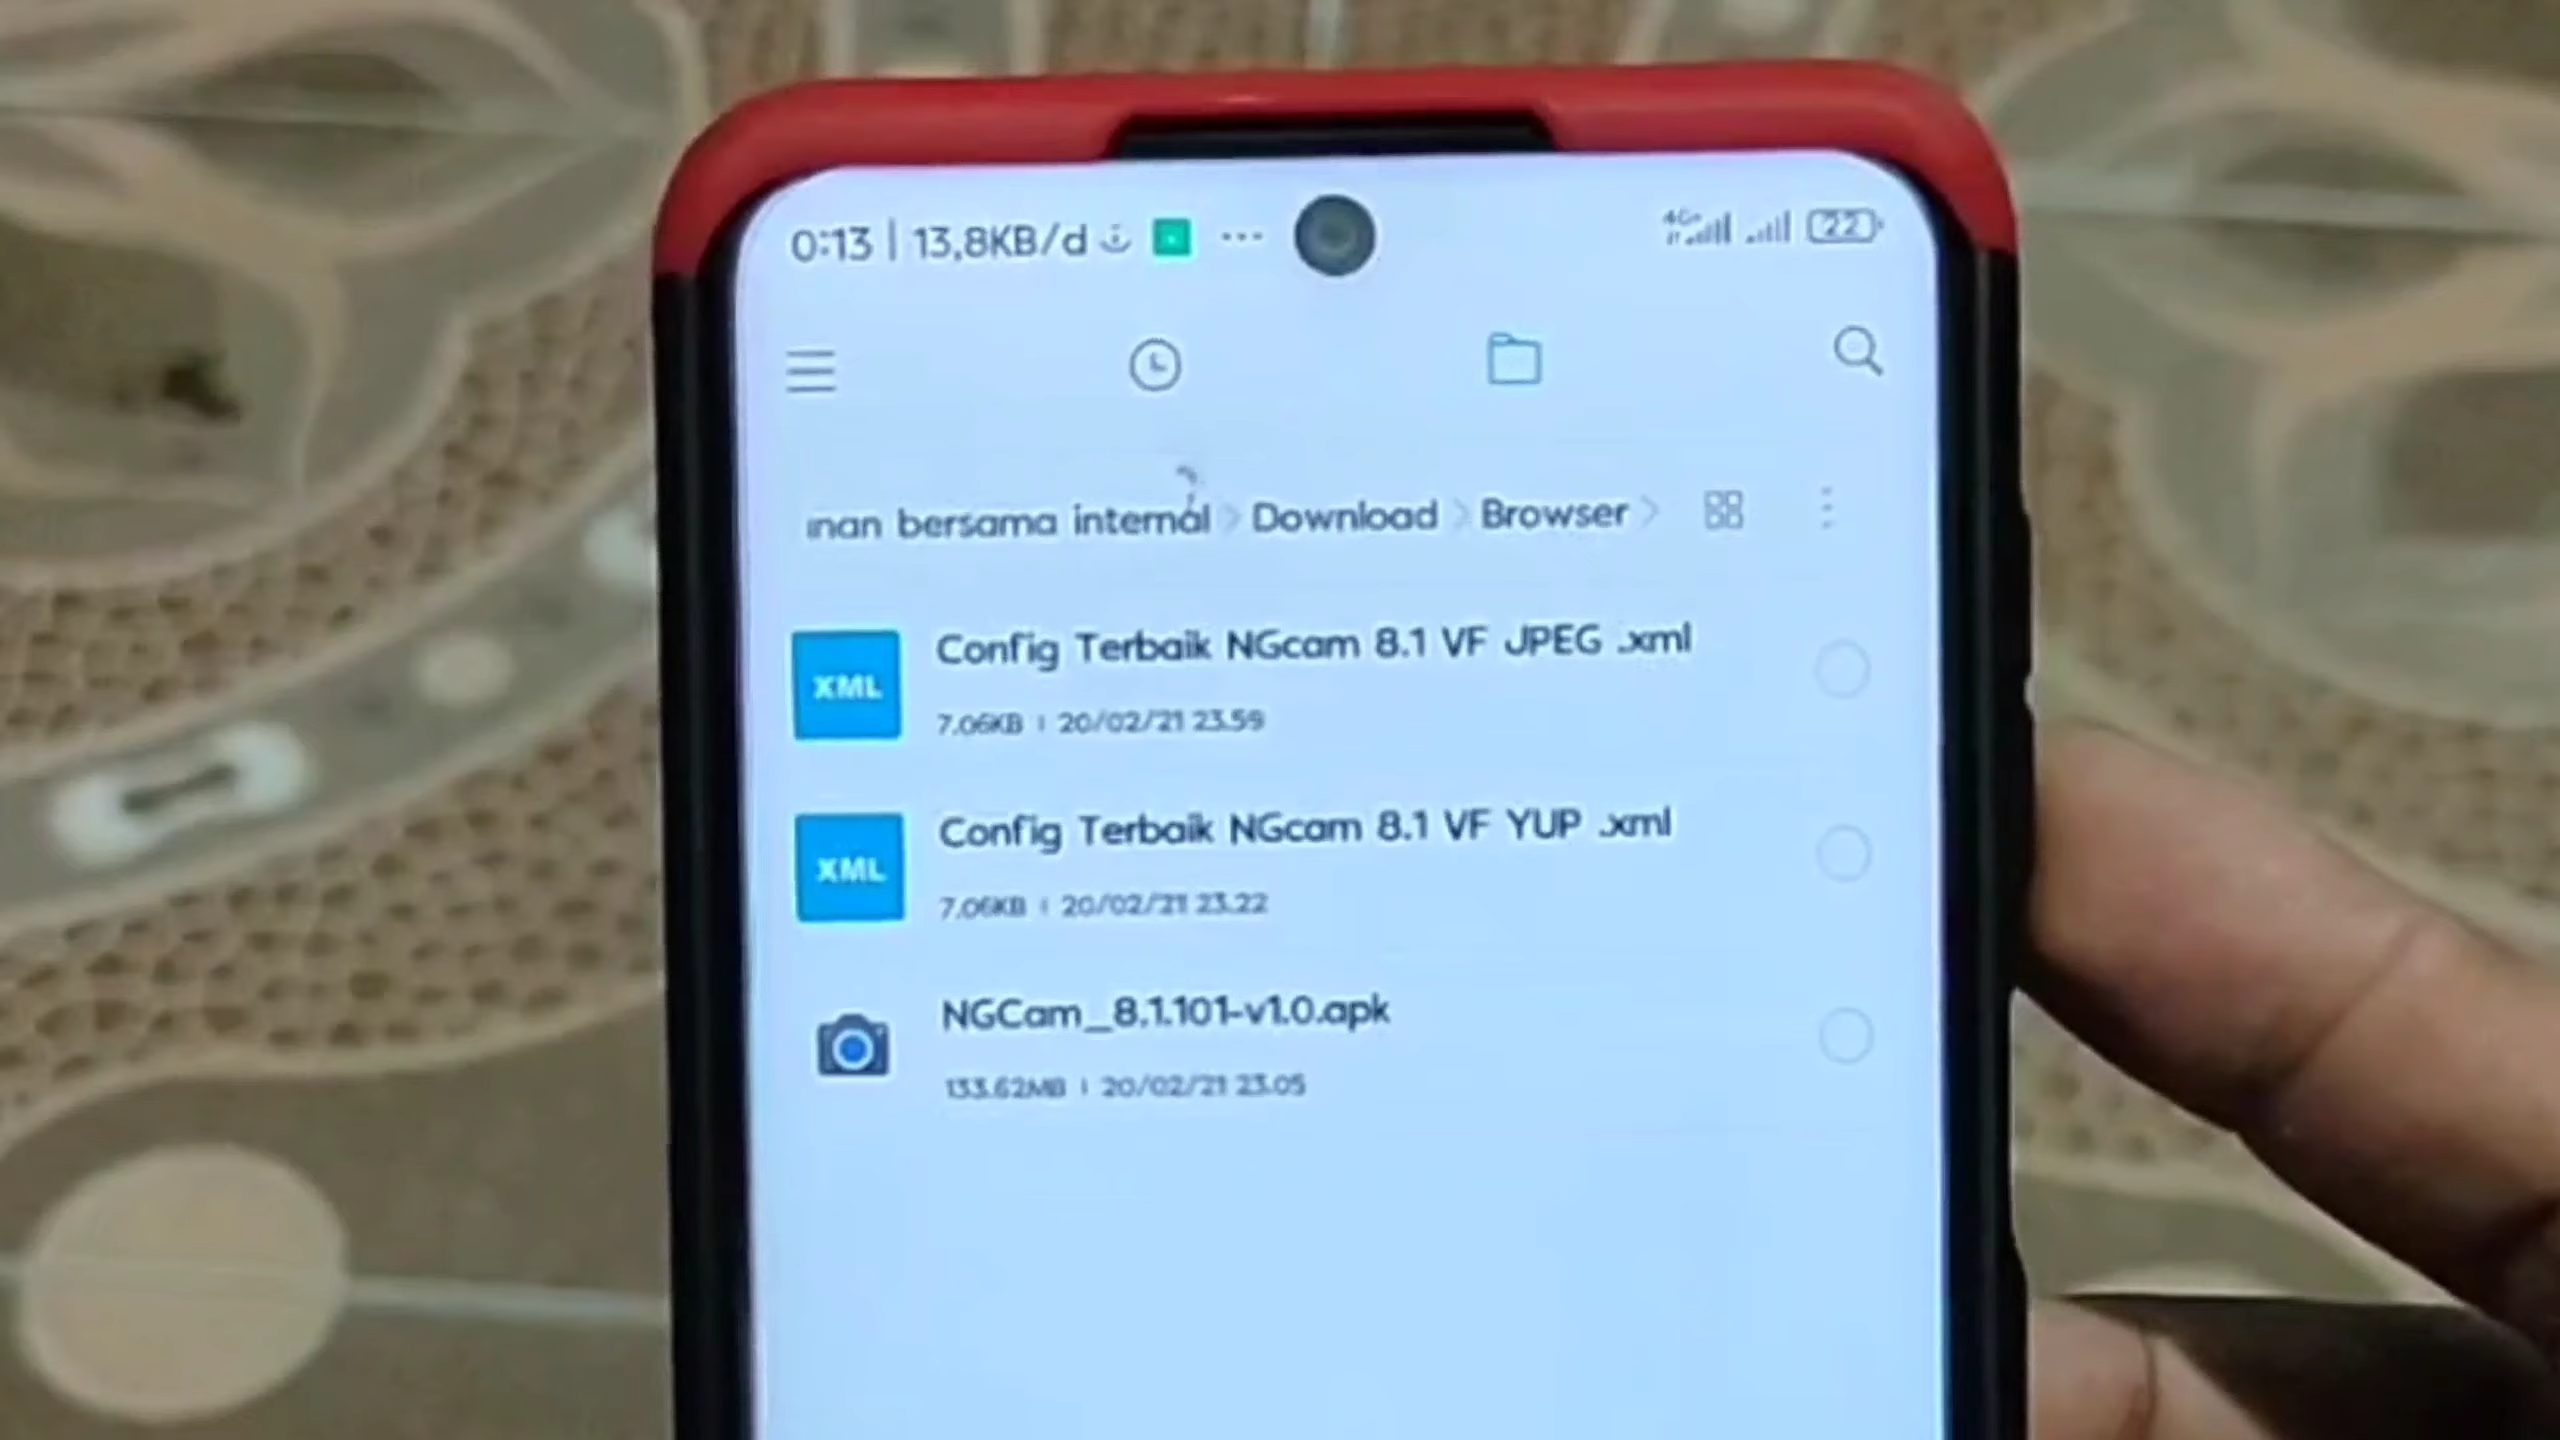 0:13 | 13,8KB/d ... 4G+ 22
inan bersama internal > Download > Browser >
XML Config Terbaik NGcam 8.1 VF JPEG .xml
7.06KB | 20/02/21 23.59
XML Config Terbaik NGcam 8.1 VF YUP .xml
7.06KB | 20/02/21 23.22
NGCam_8.1.101-v1.0.apk
133.62MB | 20/02/21 23.05